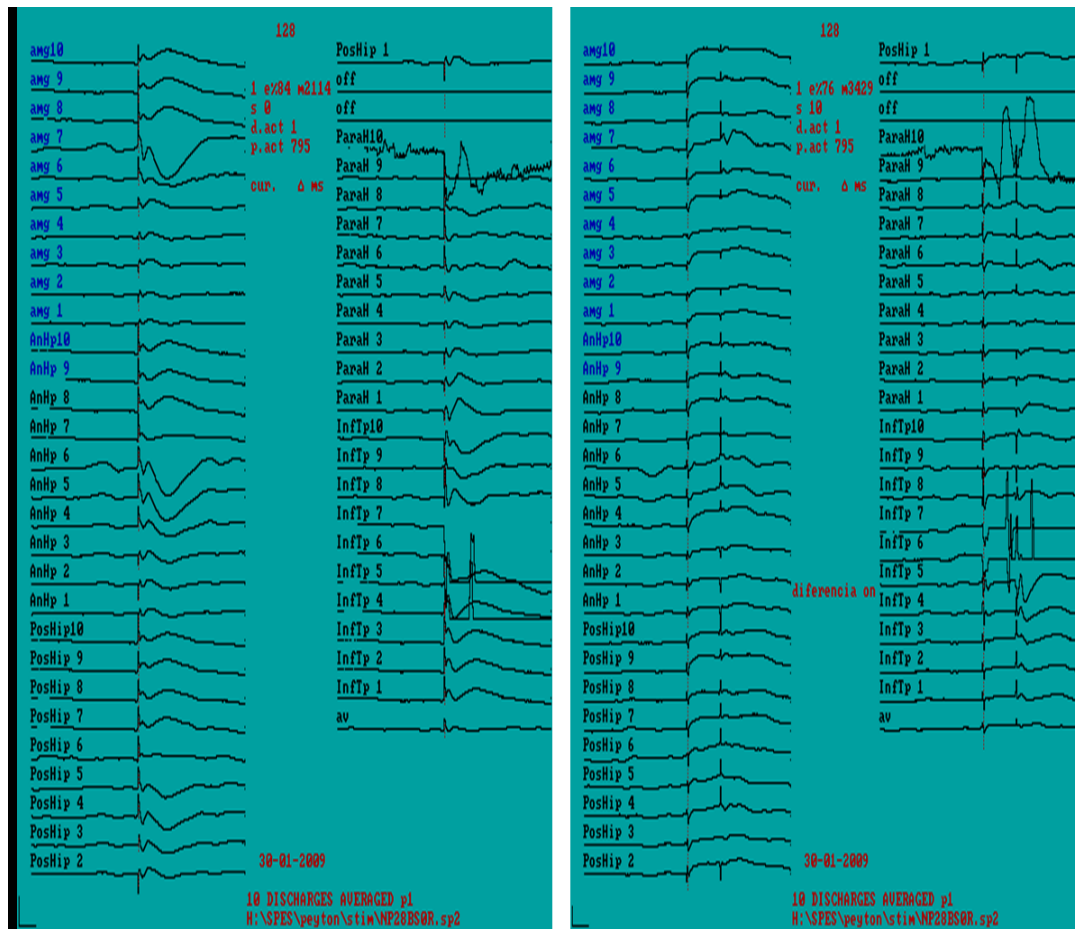 128
amg10
amg 9
amg 8
amg 7
amg 6
amg 5
amg 4
amg 3
amg 2
amg 1
AnHp10
AnHp 9
AnHp 8
AnHp 7
AnHp 6
AnHp 5
AnHp 4
AnHp 3
AnHp 2
AnHp 1
PosHip10
PosHip 9
PosHip 8
PosHip 7
PosHip 6
PosHip 5
PosHip 4
PosHip 3
PosHip 2
1 e%84 m2114
s 0
d.act 1
p.act 795
cur. Δ ms
PosHip 1
off
off
ParaH10
ParaH 9
ParaH 8
ParaH 7
ParaH 6
ParaH 5
ParaH 4
ParaH 3
ParaH 2
ParaH 1
InfTp10
InfTp 9
InfTp 8
InfTp 7
InfTp 6
InfTp 5
InfTp 4
InfTp 3
InfTp 2
InfTp 1
av
30-01-2009
10 DISCHARGES AVERAGED p1
H:\SPES\peyton\stim\NP28BS0R.sp2
128
amg10
amg 9
amg 8
amg 7
amg 6
amg 5
amg 4
amg 3
amg 2
amg 1
AnHp10
AnHp 9
AnHp 8
AnHp 7
AnHp 6
AnHp 5
AnHp 4
AnHp 3
AnHp 2
AnHp 1
PosHip10
PosHip 9
PosHip 8
PosHip 7
PosHip 6
PosHip 5
PosHip 4
PosHip 3
PosHip 2
1 e%76 m3429
s 10
d.act 1
p.act 795
cur. Δ ms
diferencia on
PosHip 1
off
off
ParaH10
ParaH 9
ParaH 8
ParaH 7
ParaH 6
ParaH 5
ParaH 4
ParaH 3
ParaH 2
ParaH 1
InfTp10
InfTp 9
InfTp 8
InfTp 7
InfTp 6
InfTp 5
InfTp 4
InfTp 3
InfTp 2
InfTp 1
av
30-01-2009
10 DISCHARGES AVERAGED p1
H:\SPES\peyton\stim\NP28BS0R.sp2